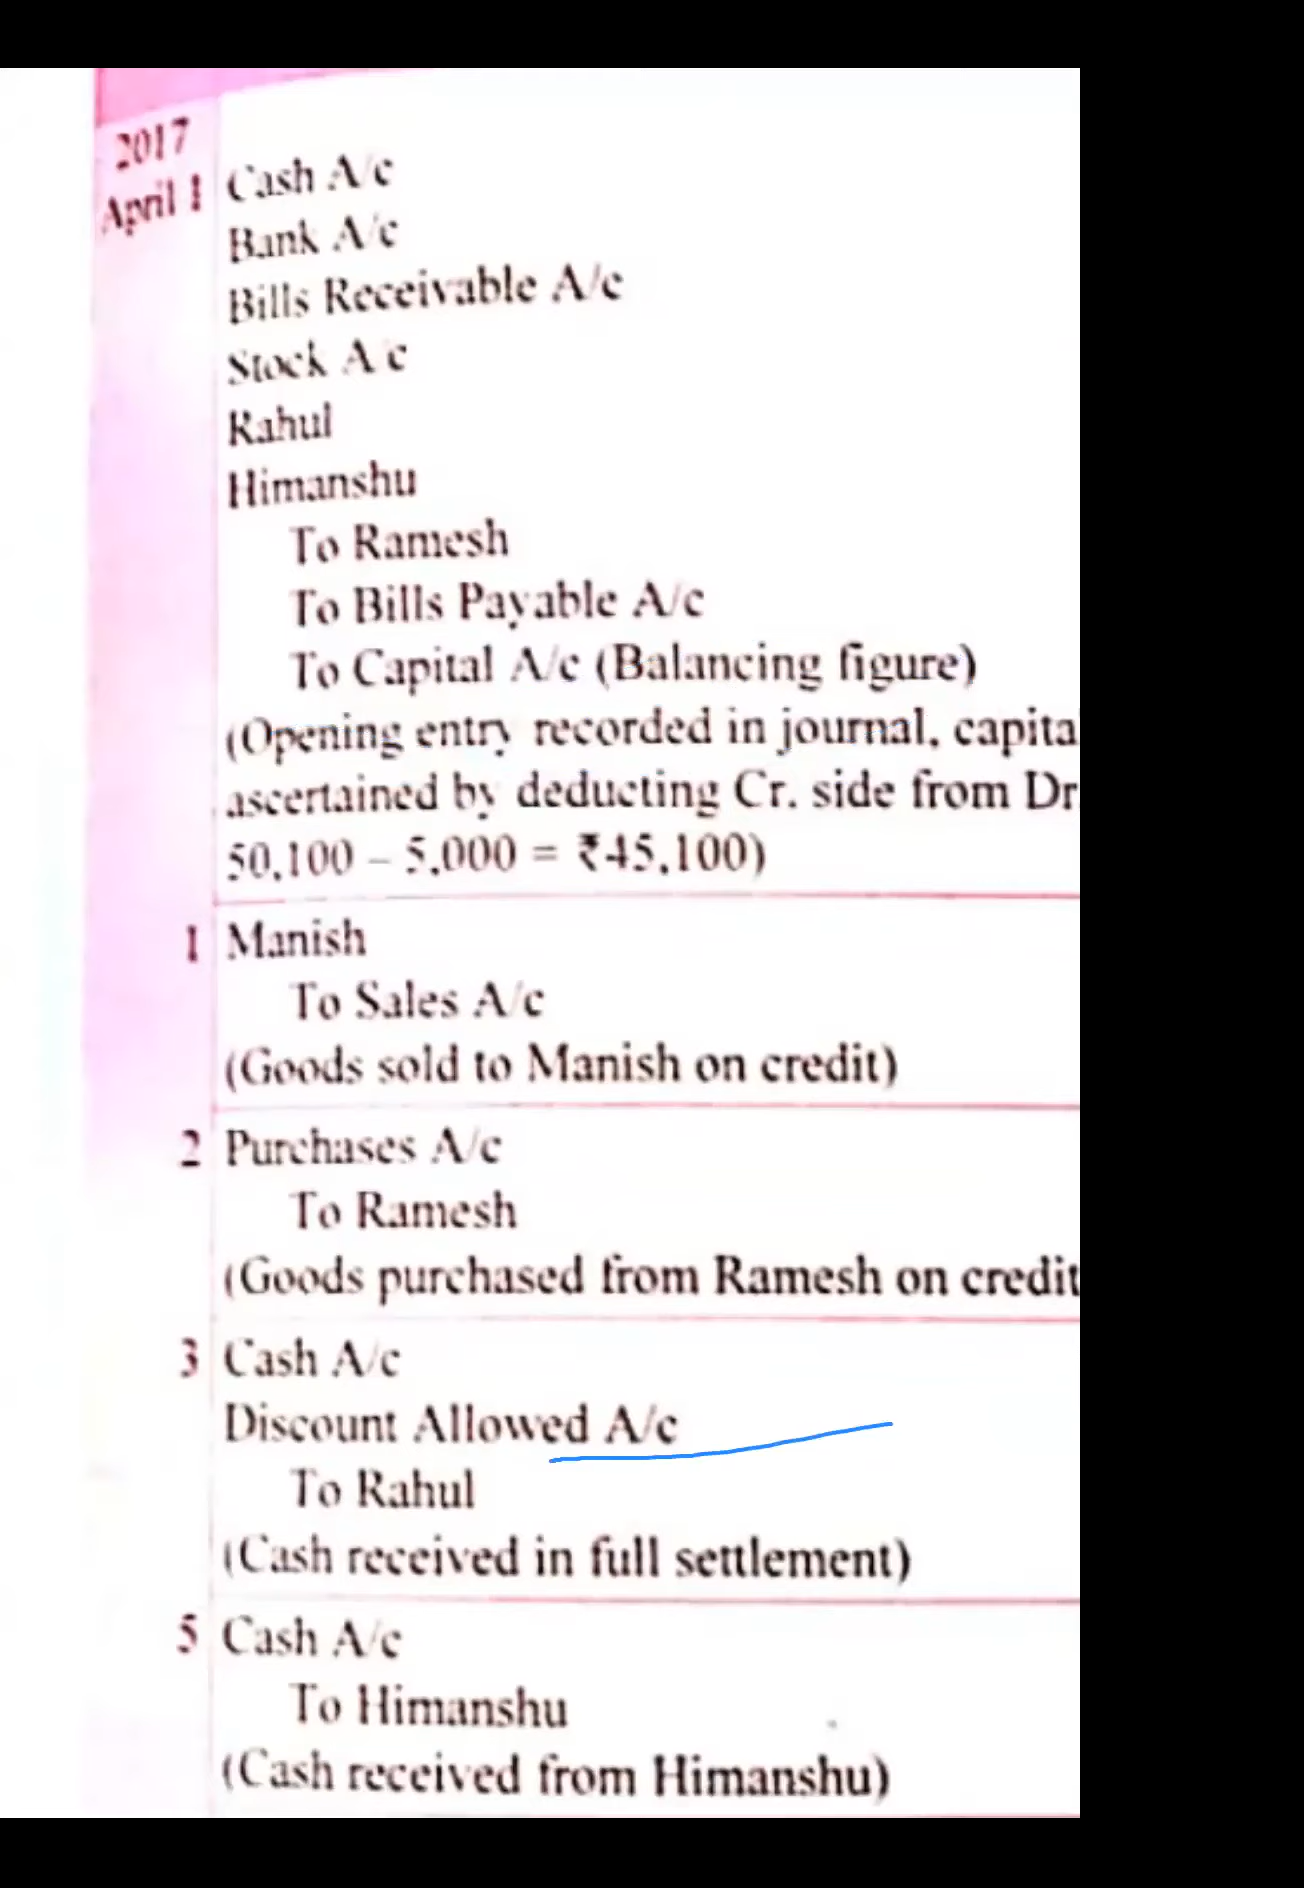 2017
April 1 Cash A/c
Bank A/c
Bills Receivable A/c
Stock A/c
Rahul
Himanshu
To Ramesh
To Bills Payable A/c
To Capital A/c (Balancing figure)
(Opening entry recorded in journal, capita
ascertained by deducting Cr. side from Dr
50,100 – 5,000 = ₹45,100)
1 Manish
To Sales A/c
(Goods sold to Manish on credit)
2 Purchases A/c
To Ramesh
(Goods purchased from Ramesh on credit
3 Cash A/c
Discount Allowed A/c
To Rahul
(Cash received in full settlement)
5 Cash A/c
To Himanshu
(Cash received from Himanshu)